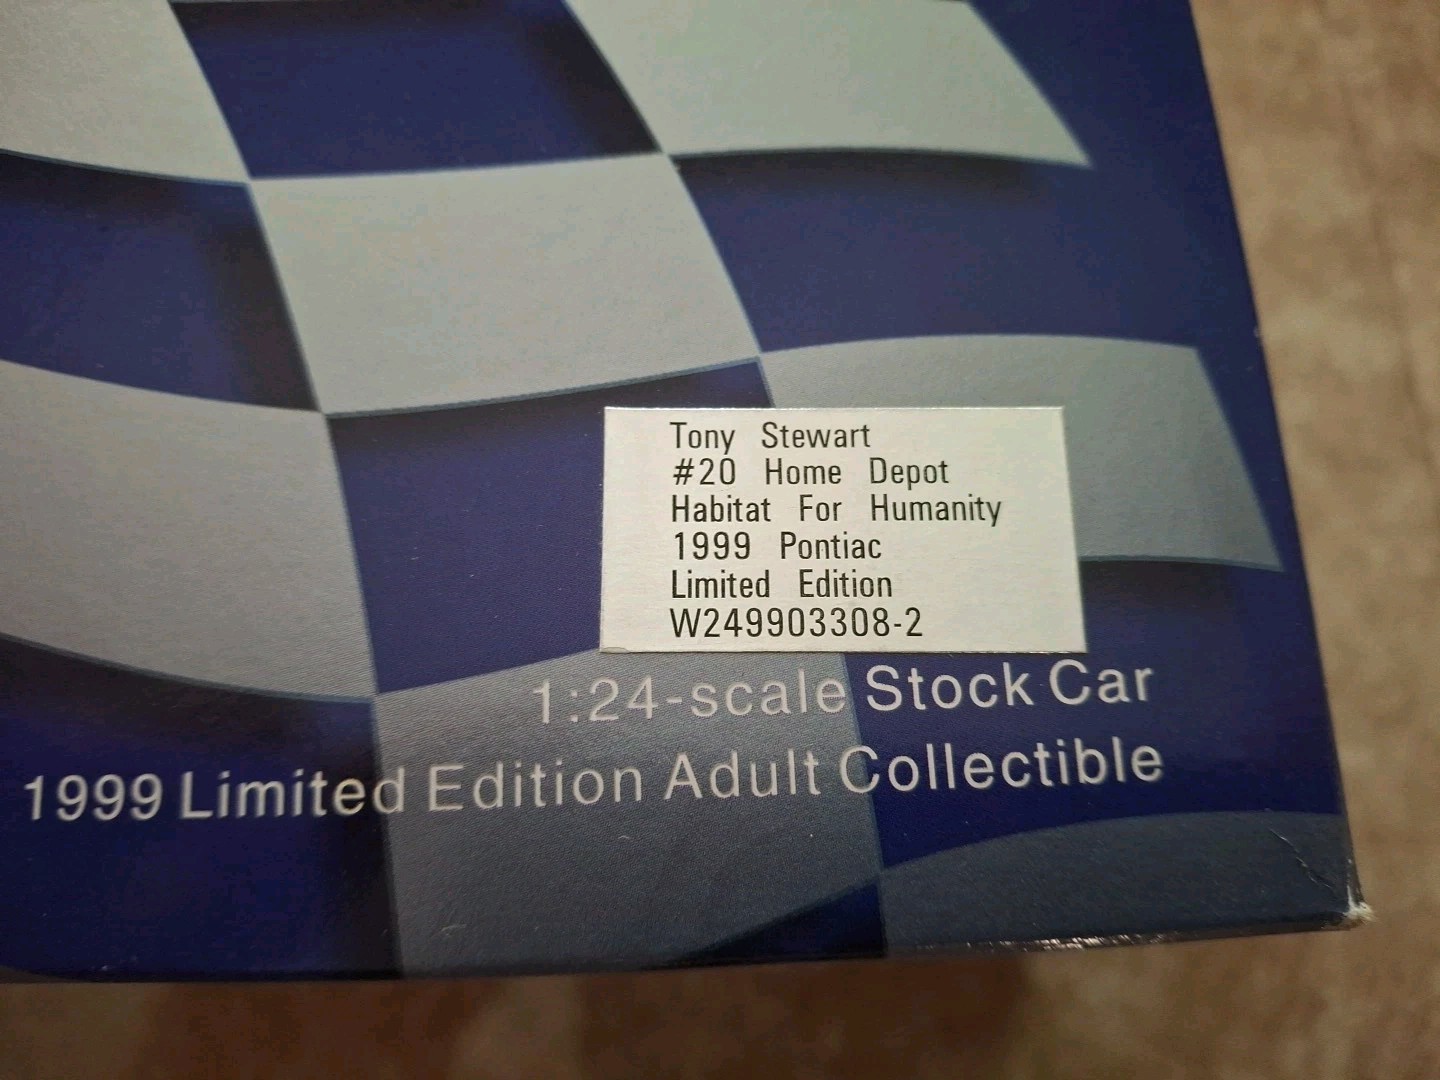 Tony Stewart
#20 Home Depot
Habitat For Humanity
1999 Pontiac
Limited Edition
W249903308-2
1:24-scale Stock Car
1999 Limited Edition Adult Collectible